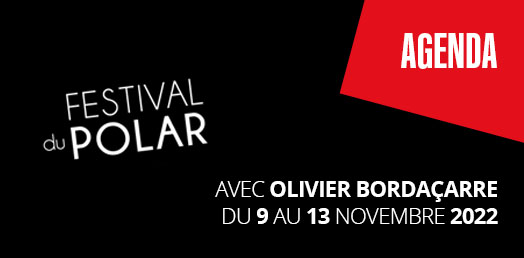 AGENDA
FESTIVAL
du POLAR
AVEC OLIVIER BORDAÇARRE
DU 9 AU 13 NOVEMBRE 2022